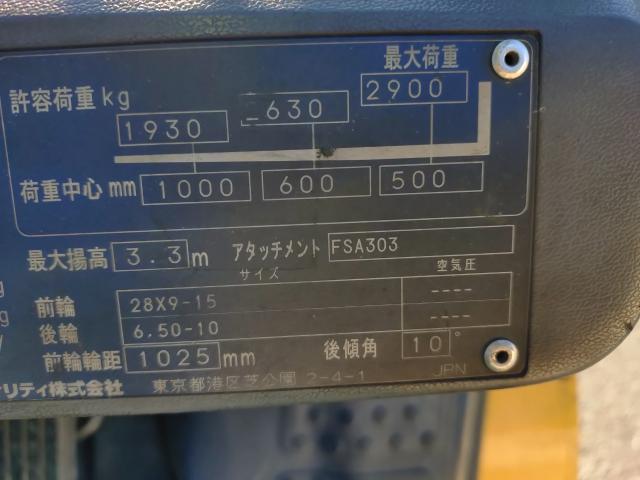 最大荷重
許容荷重 kg
1930 630 2900
荷重中心 mm 1000 600 500
最大揚高 3.3 m アタッチメント FSA303
サイズ 空気圧
前輪 28X9-15 ----
後輪 6.50-10 ----
前輪輪距 1025 mm 後傾角 10°
リティ株式会社 東京都港区芝公園 2-4-1 JPN